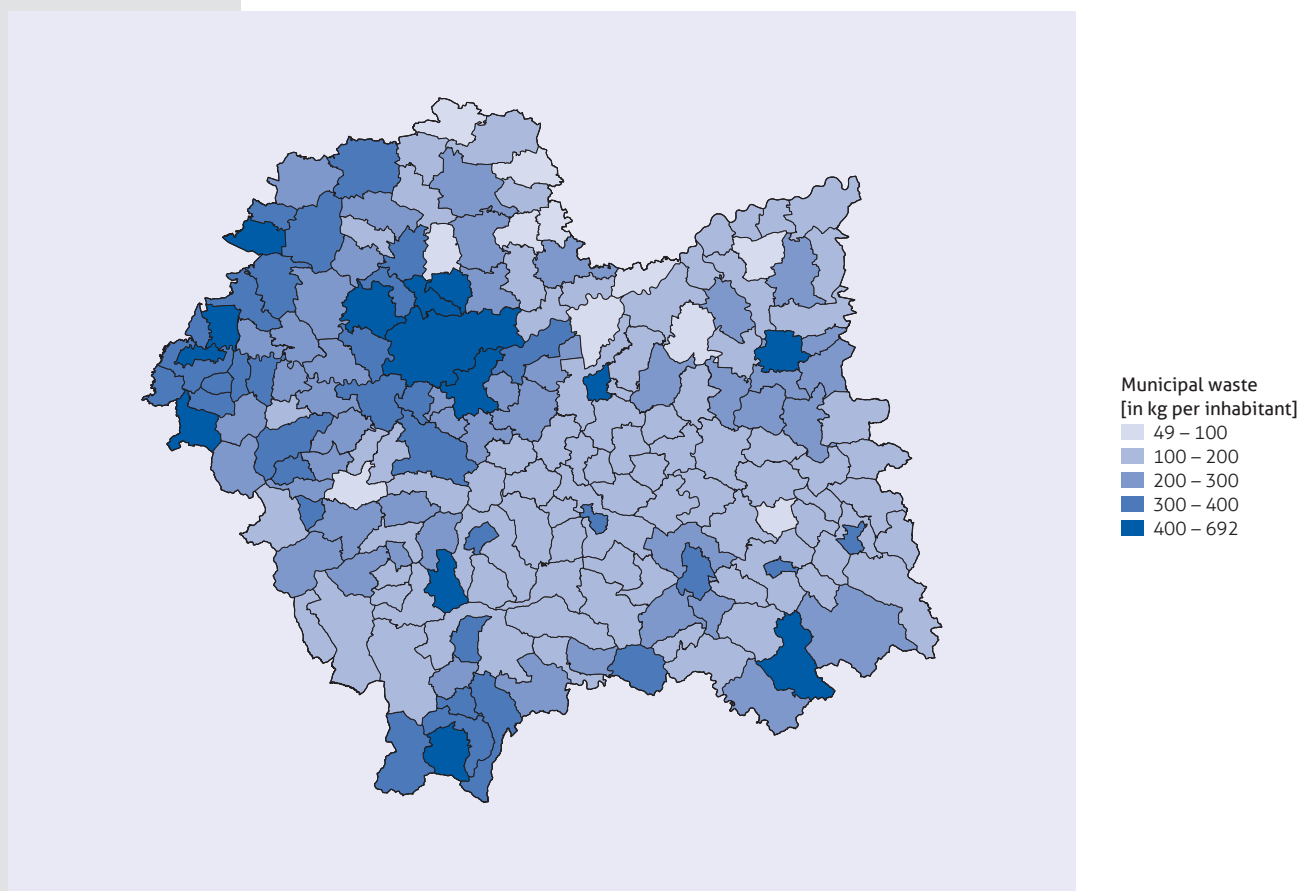 Municipal waste
[in kg per inhabitant]
49 – 100
100 – 200
200 – 300
300 – 400
400 – 692